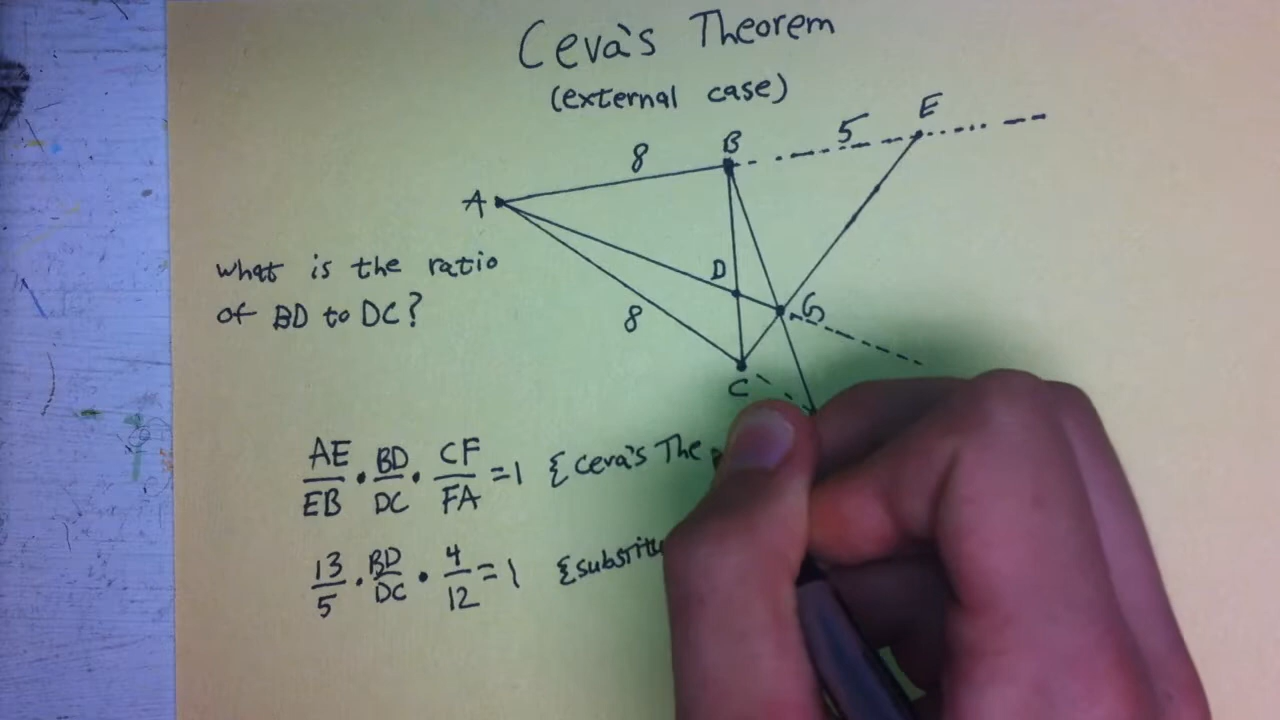 Ceva's Theorem
(external case)
E
5
B
8
A
what is the ratio
of BD to DC?
D
G
8
C
AE/EB · BD/DC · CF/FA = 1 {Ceva's The
13/5 · BD/DC · 4/12 = 1 {substitu